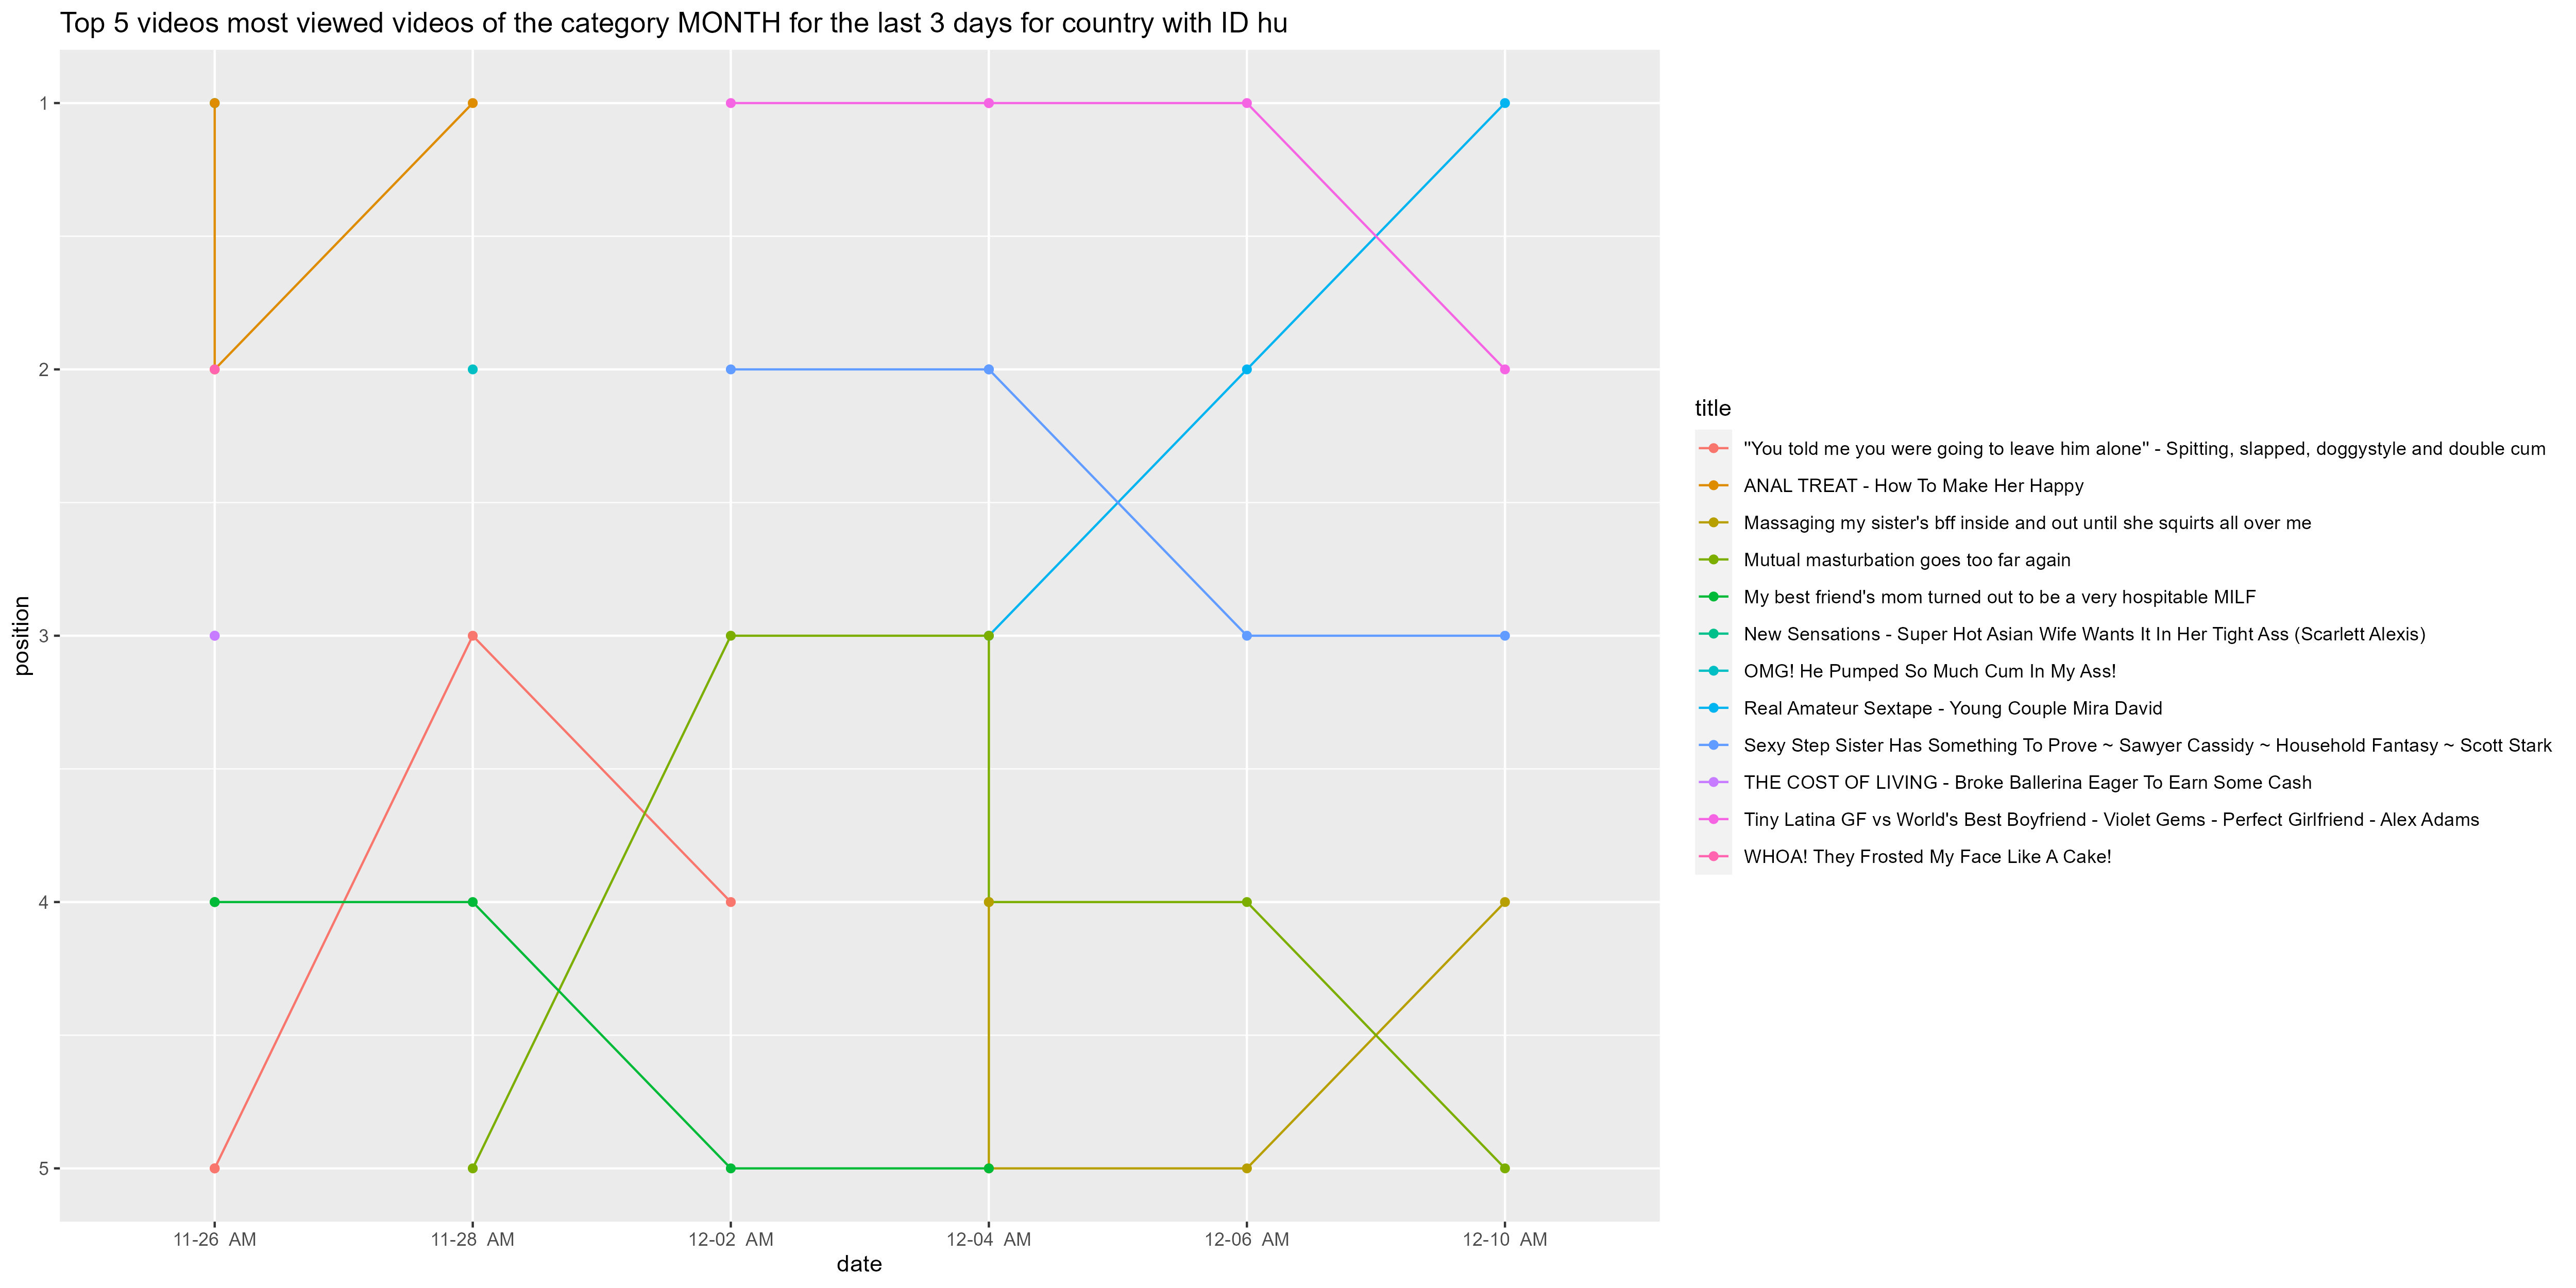 Top 5 videos most viewed videos of the category MONTH for the last 3 days for country with ID hu
position
1
2
3
4
5
11-26  AM
11-28  AM
12-02  AM
12-04  AM
12-06  AM
12-10  AM
date
title
"You told me you were going to leave him alone" - Spitting, slapped, doggystyle and double cum
ANAL TREAT - How To Make Her Happy
Massaging my sister's bff inside and out until she squirts all over me
Mutual masturbation goes too far again
My best friend's mom turned out to be a very hospitable MILF
New Sensations - Super Hot Asian Wife Wants It In Her Tight Ass (Scarlett Alexis)
OMG! He Pumped So Much Cum In My Ass!
Real Amateur Sextape - Young Couple Mira David
Sexy Step Sister Has Something To Prove ~ Sawyer Cassidy ~ Household Fantasy ~ Scott Stark
THE COST OF LIVING - Broke Ballerina Eager To Earn Some Cash
Tiny Latina GF vs World's Best Boyfriend - Violet Gems - Perfect Girlfriend - Alex Adams
WHOA! They Frosted My Face Like A Cake!